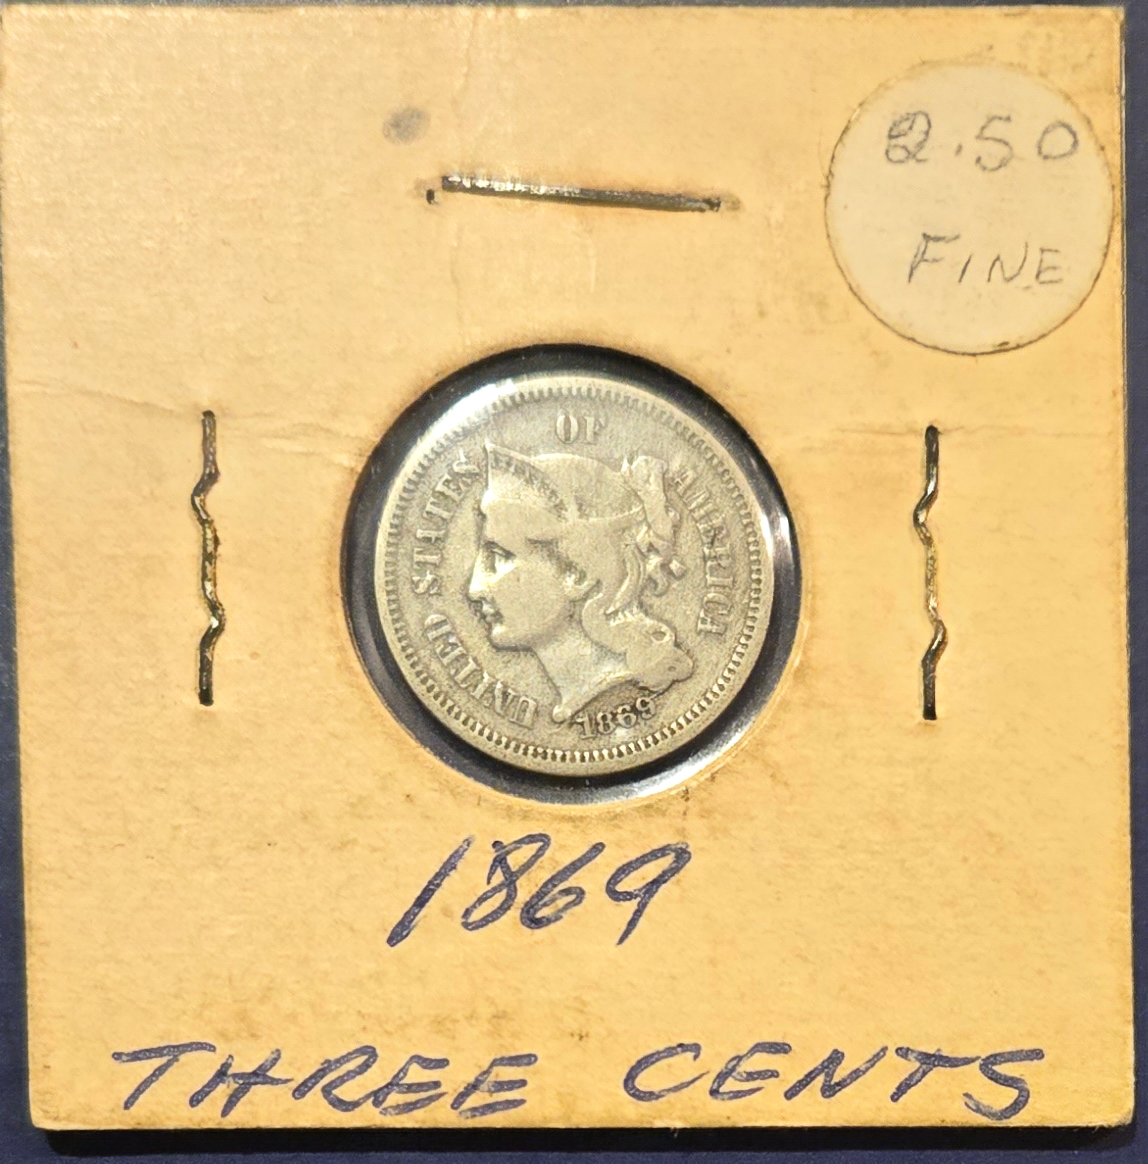 2.50
FINE
UNITED STATES OF AMERICA
1869
1869
THREE CENTS